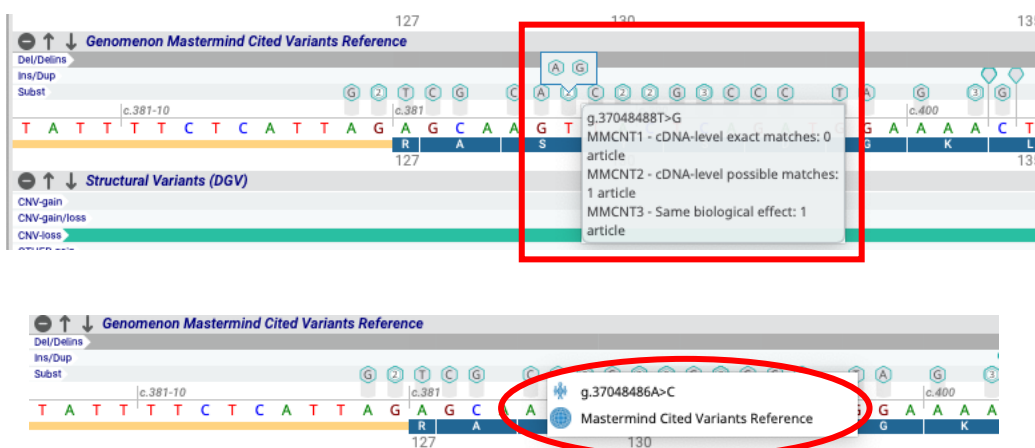 127 130 135
Genomenon Mastermind Cited Variants Reference
Del/Delins
Ins/Dup
A G
Subst G 2 T C G C A 2 C 2 2 G 3 C C C T A G 3 G
c.381-10 c.381 c.400
T A T T T T C T C A T T A G A G C A A G T G A A A A C T
R A S G K L
127 135
g.37048488T>G
MMCNT1 - cDNA-level exact matches: 0
article
MMCNT2 - cDNA-level possible matches:
1 article
MMCNT3 - Same biological effect: 1
article
Structural Variants (DGV)
CNV-gain
CNV-gain/loss
CNV-loss
Genomenon Mastermind Cited Variants Reference
Del/Delins
Ins/Dup
Subst G 2 T C G C A G 3
c.381-10 c.381 c.400
T A T T T T C T C A T T A G A G C A A G A A A A
R A G K
127 130
g.37048486A>C
Mastermind Cited Variants Reference